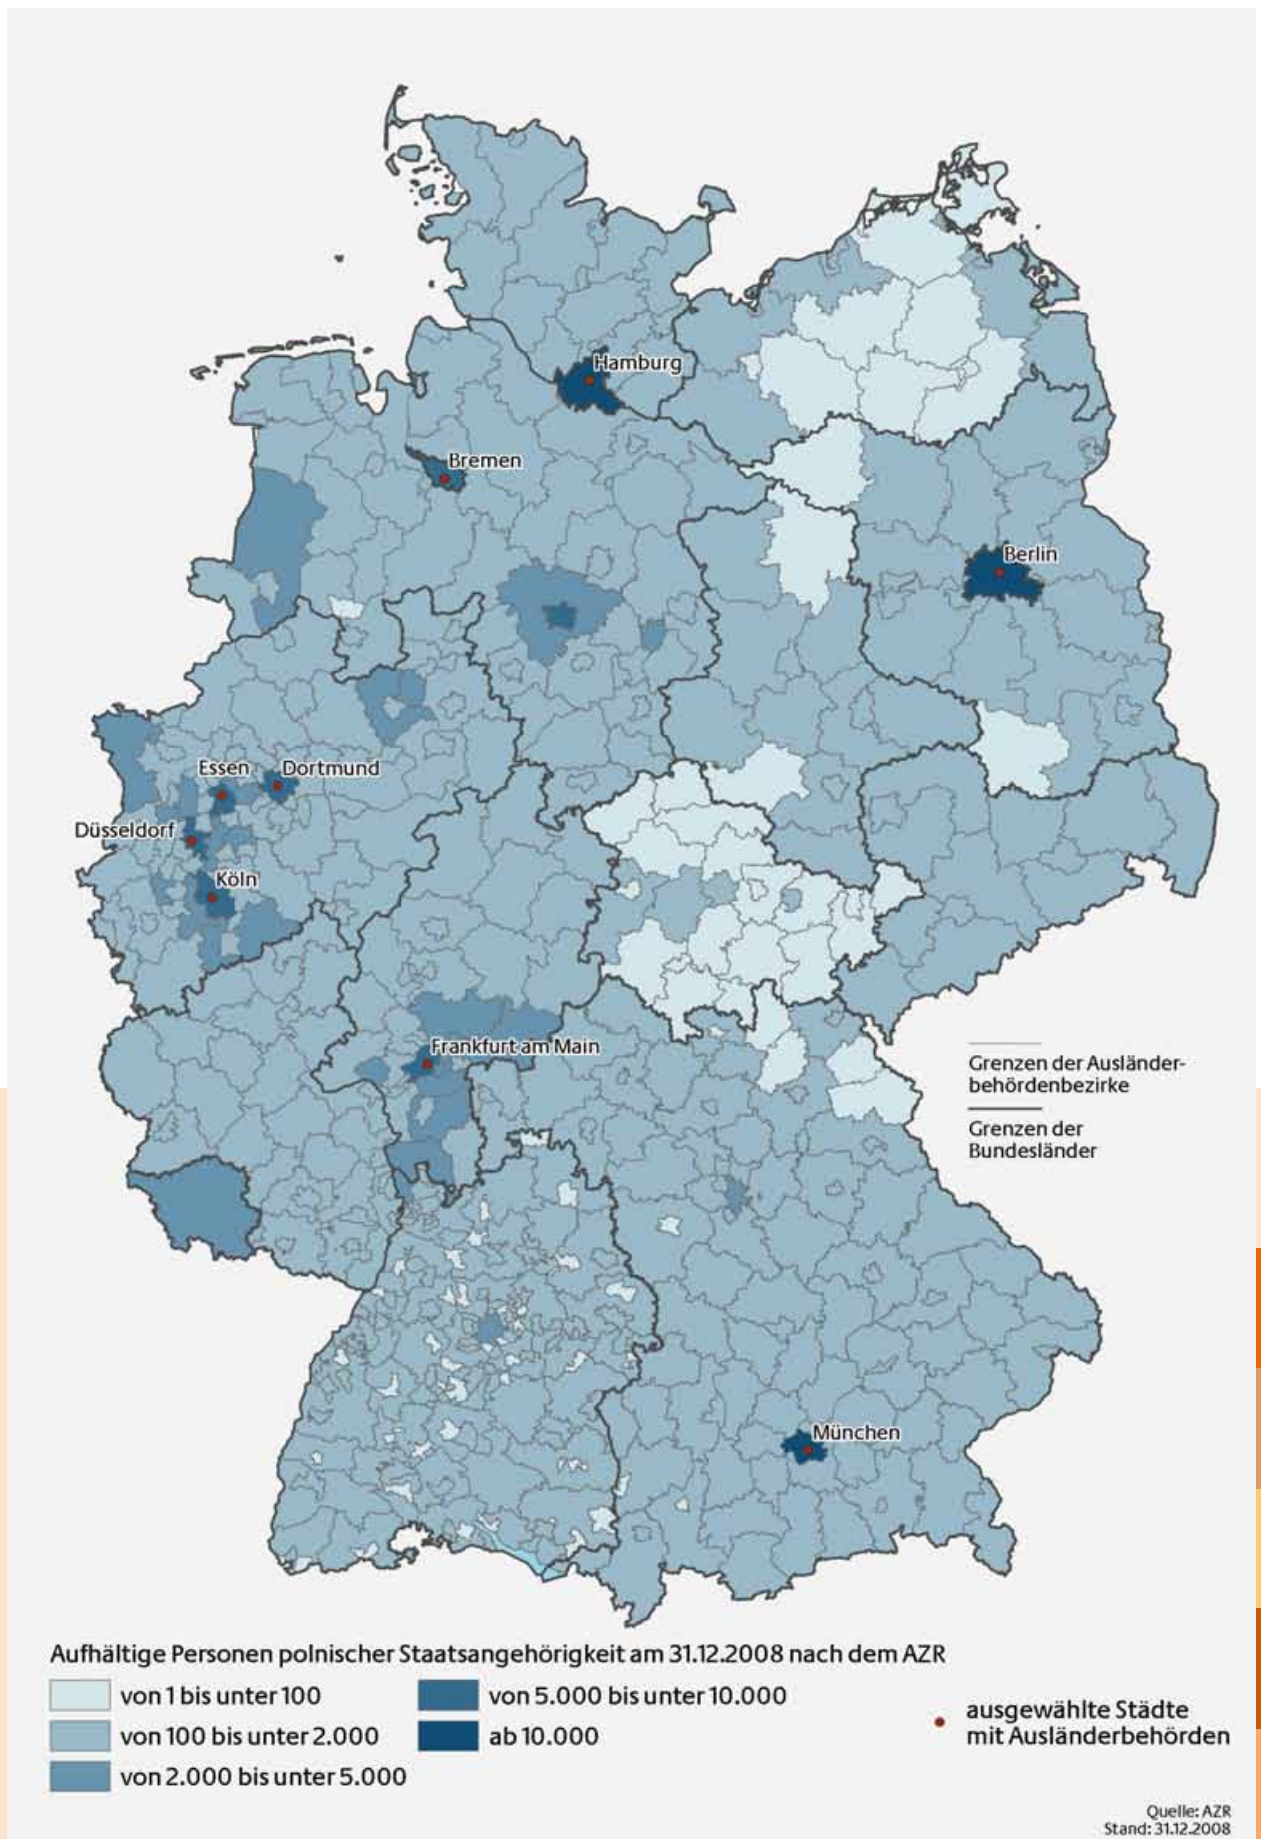 Hamburg
Bremen
Berlin
Essen
Dortmund
Düsseldorf
Köln
Frankfurt am Main
Grenzen der Ausländer-
behördenbezirke
Grenzen der
Bundesländer
München
Aufhältige Personen polnischer Staatsangehörigkeit am 31.12.2008 nach dem AZR
von 1 bis unter 100
von 5.000 bis unter 10.000
von 100 bis unter 2.000
ab 10.000
von 2.000 bis unter 5.000
ausgewählte Städte
mit Ausländerbehörden
Quelle: AZR
Stand: 31.12.2008